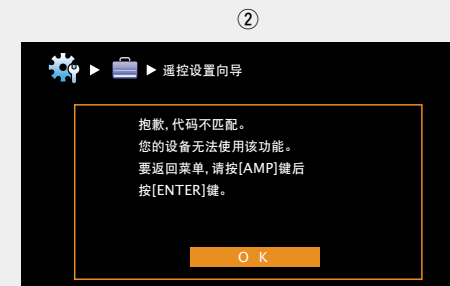 ②
▶ ▶ 遥控设置向导
抱歉, 代码不匹配。
您的设备无法使用该功能。
要返回菜单, 请按[AMP]键后
按[ENTER]键。
O K